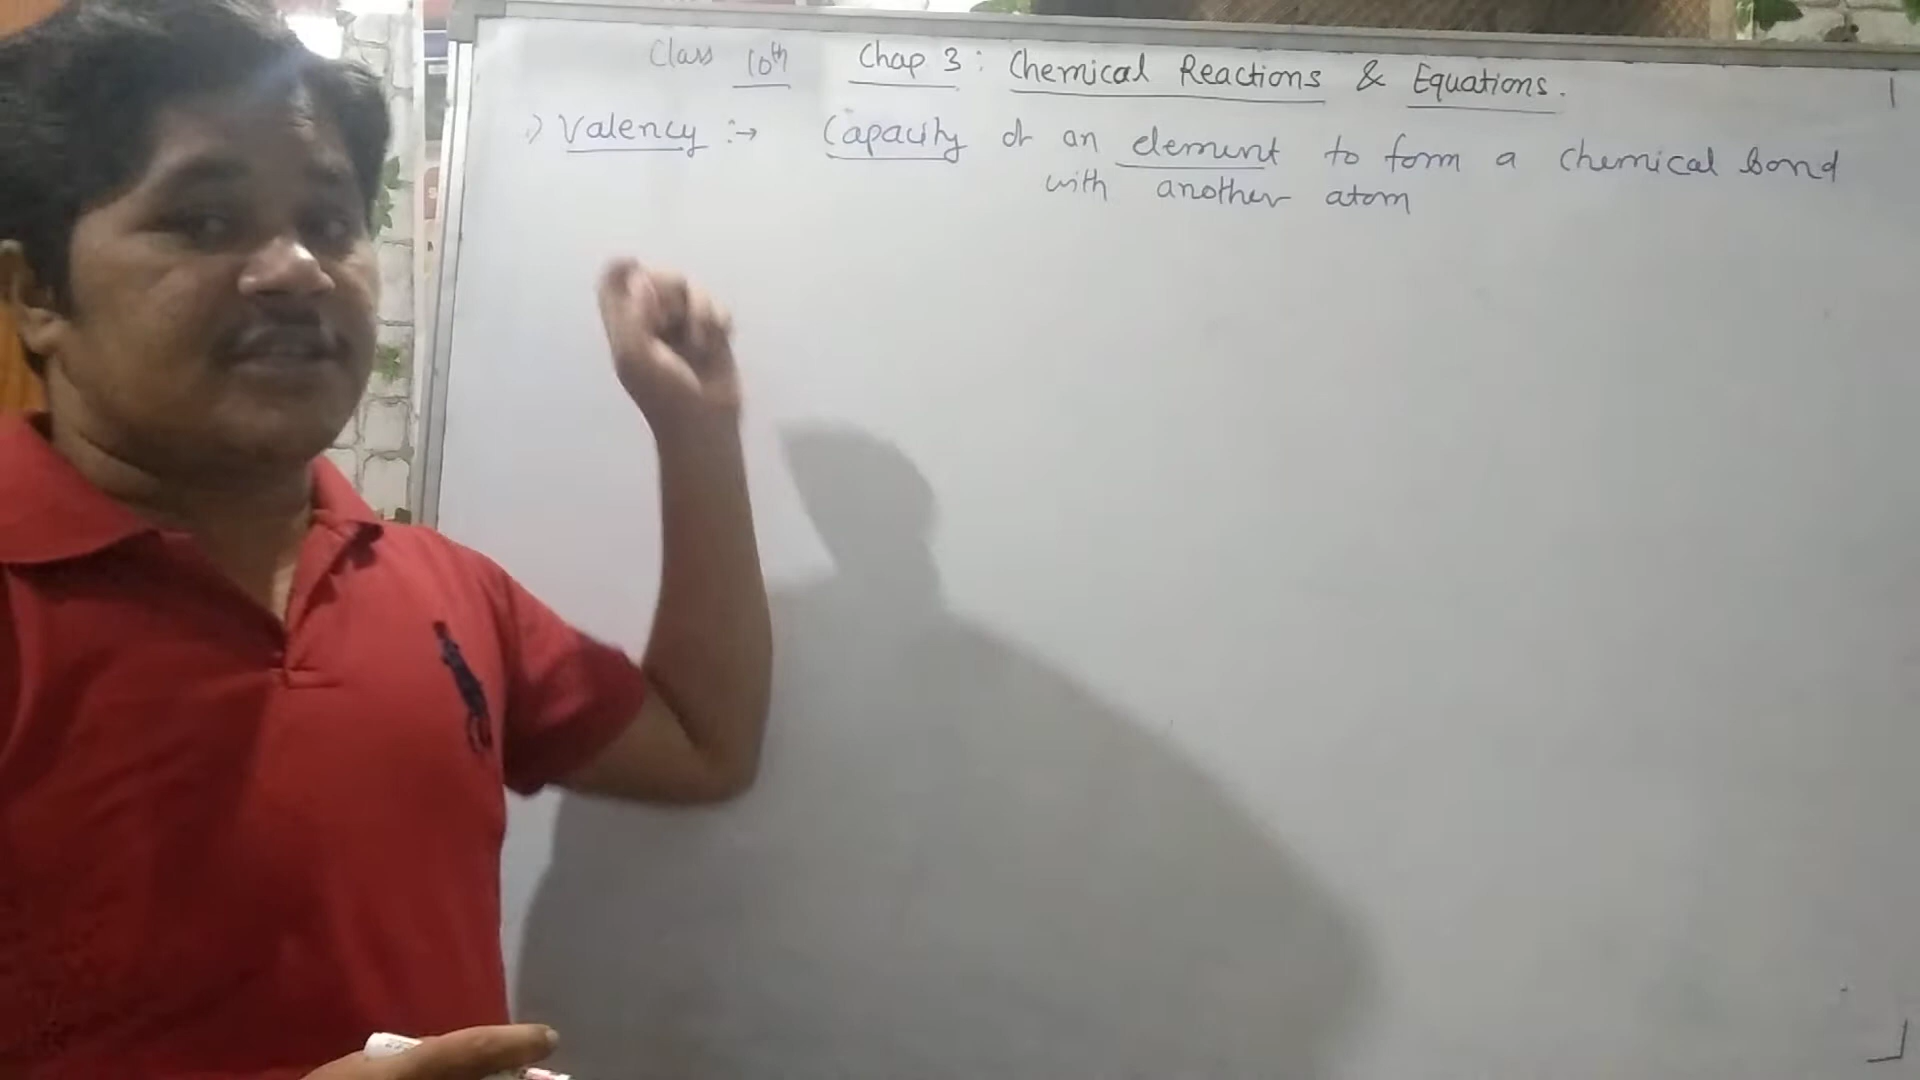 Class 10th Chap 3: Chemical Reactions & Equations.
1) Valency :→ Capacity of an element to form a chemical bond
with another atom